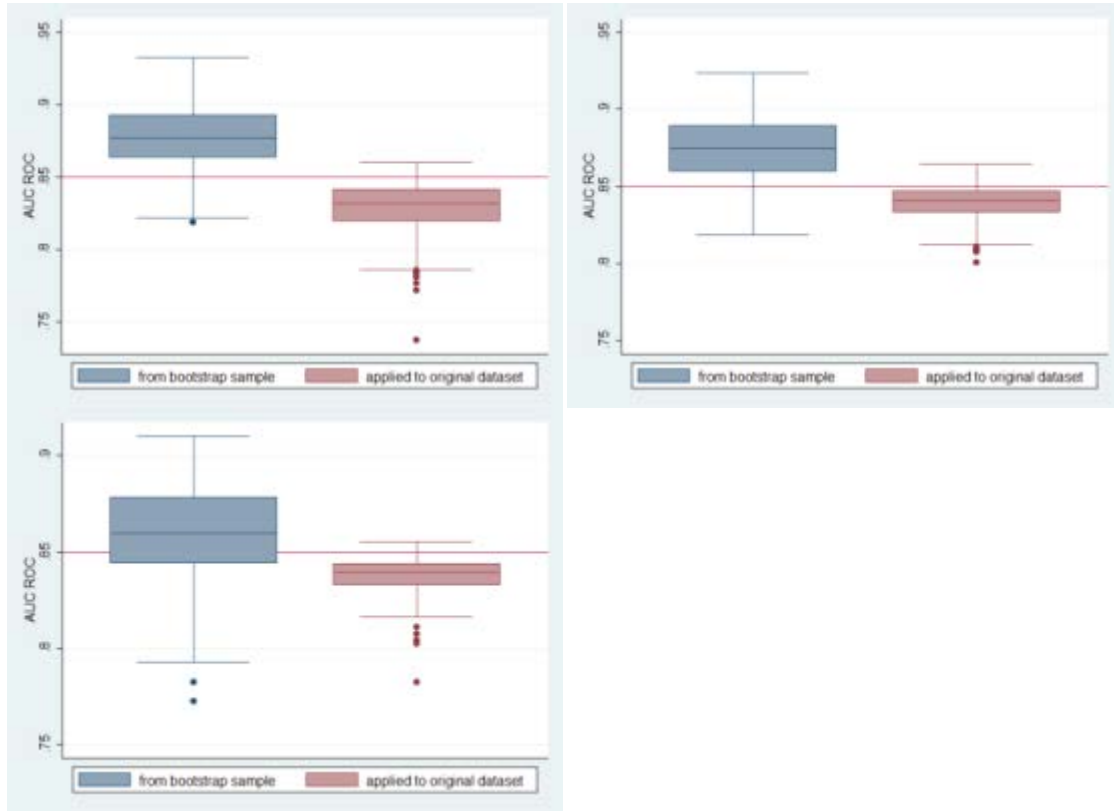 AUC ROC
.95
.9
.85
.8
.75
from bootstrap sample applied to original dataset
AUC ROC
.95
.9
.85
.8
.75
from bootstrap sample applied to original dataset
AUC ROC
.9
.85
.8
.75
from bootstrap sample applied to original dataset